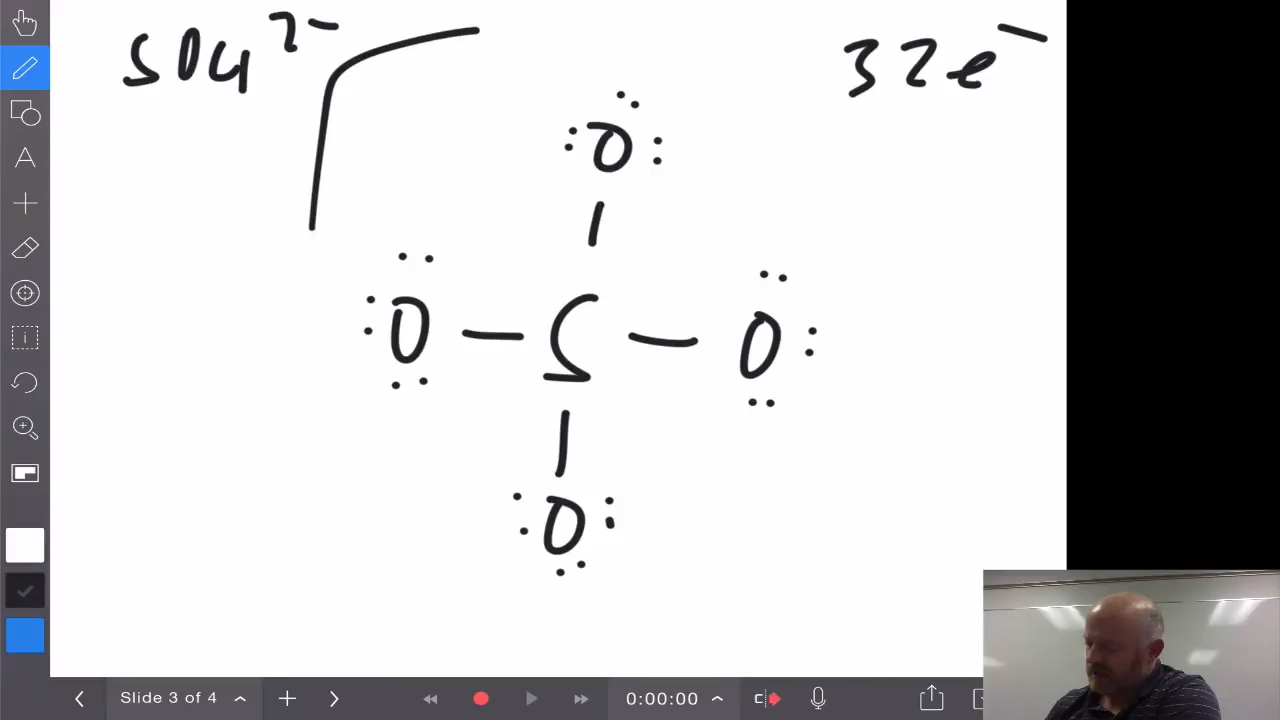 SO4 2- 32e-
:O:
:O - S - O:
:O:
A
i
Slide 3 of 4
0:00:00